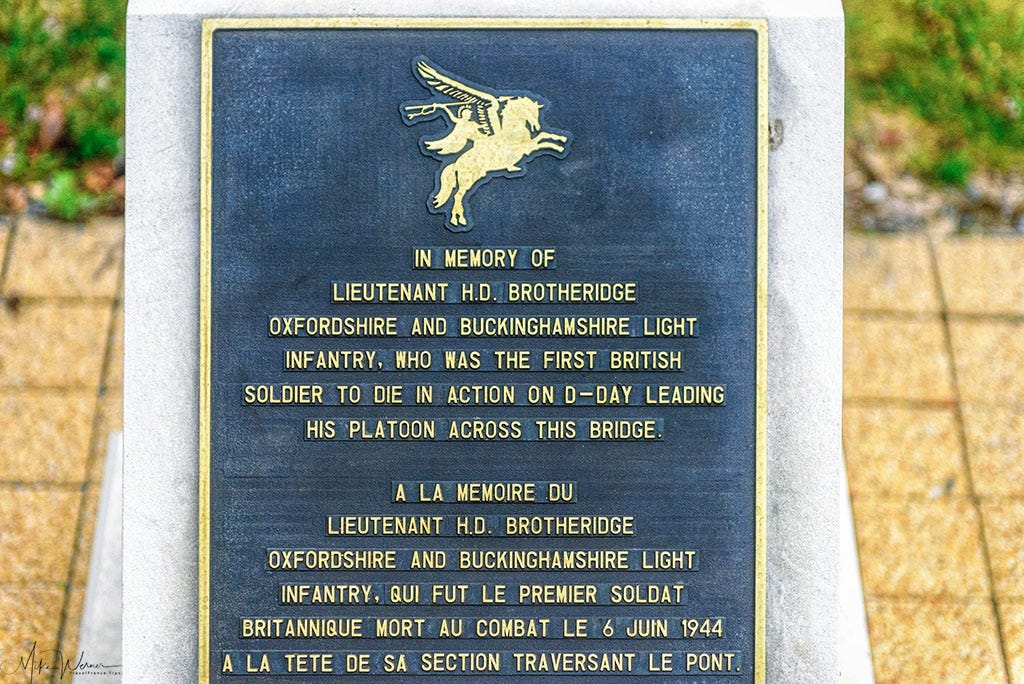 IN MEMORY OF
LIEUTENANT H.D. BROTHERIDGE
OXFORDSHIRE AND BUCKINGHAMSHIRE LIGHT
INFANTRY, WHO WAS THE FIRST BRITISH
SOLDIER TO DIE IN ACTION ON D-DAY LEADING
HIS PLATOON ACROSS THIS BRIDGE.
A LA MEMOIRE DU
LIEUTENANT H.D. BROTHERIDGE
OXFORDSHIRE AND BUCKINGHAMSHIRE LIGHT
INFANTRY, QUI FUT LE PREMIER SOLDAT
BRITANNIQUE MORT AU COMBAT LE 6 JUIN 1944
A LA TETE DE SA SECTION TRAVERSANT LE PONT.
Mike Werner